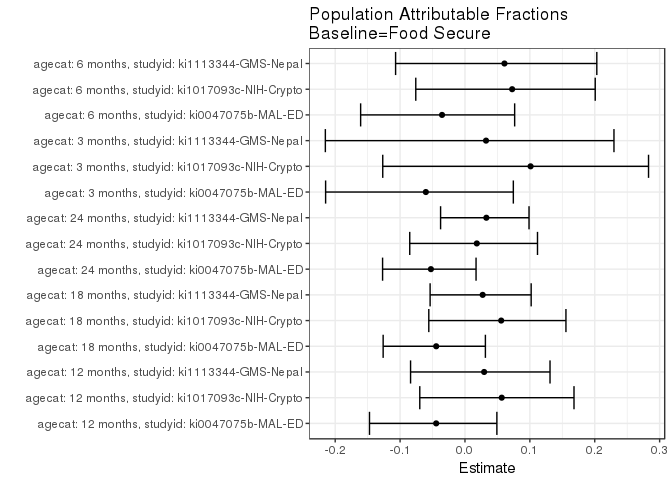 Population Attributable Fractions
Baseline=Food Secure
agecat: 6 months, studyid: ki1113344-GMS-Nepal
agecat: 6 months, studyid: ki1017093c-NIH-Crypto
agecat: 6 months, studyid: ki0047075b-MAL-ED
agecat: 3 months, studyid: ki1113344-GMS-Nepal
agecat: 3 months, studyid: ki1017093c-NIH-Crypto
agecat: 3 months, studyid: ki0047075b-MAL-ED
agecat: 24 months, studyid: ki1113344-GMS-Nepal
agecat: 24 months, studyid: ki1017093c-NIH-Crypto
agecat: 24 months, studyid: ki0047075b-MAL-ED
agecat: 18 months, studyid: ki1113344-GMS-Nepal
agecat: 18 months, studyid: ki1017093c-NIH-Crypto
agecat: 18 months, studyid: ki0047075b-MAL-ED
agecat: 12 months, studyid: ki1113344-GMS-Nepal
agecat: 12 months, studyid: ki1017093c-NIH-Crypto
agecat: 12 months, studyid: ki0047075b-MAL-ED
-0.2 -0.1 0.0 0.1 0.2 0.3
Estimate